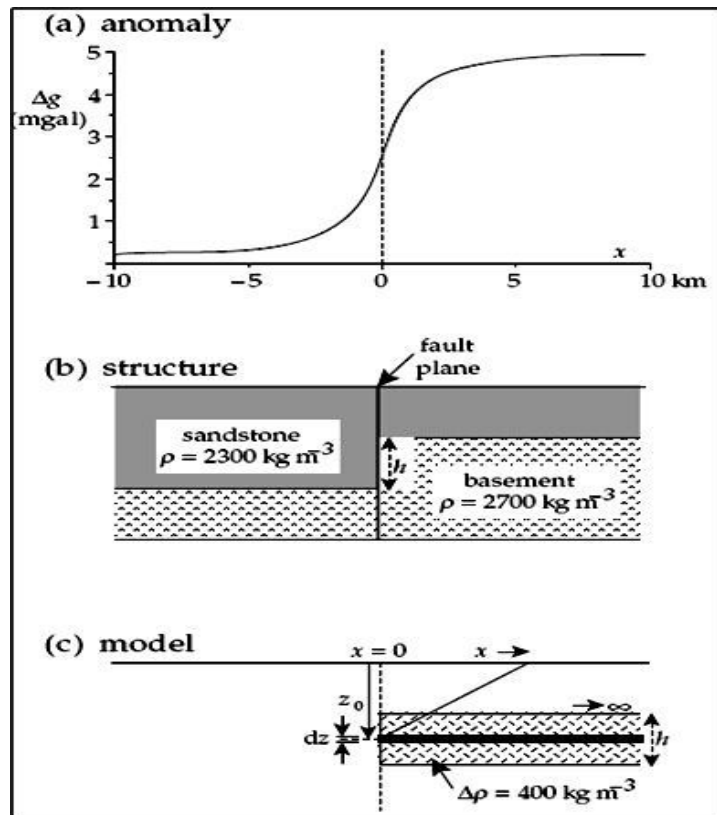 (a) anomaly
5
4
Δg
(mgal)
3
2
1
x
−10
−5
0
5
10 km
(b) structure
fault
plane
sandstone
ρ = 2300 kg m⁻³
h
basement
ρ = 2700 kg m⁻³
(c) model
x = 0
x →
z₀
→ ∞
dz
h
Δρ = 400 kg m⁻³